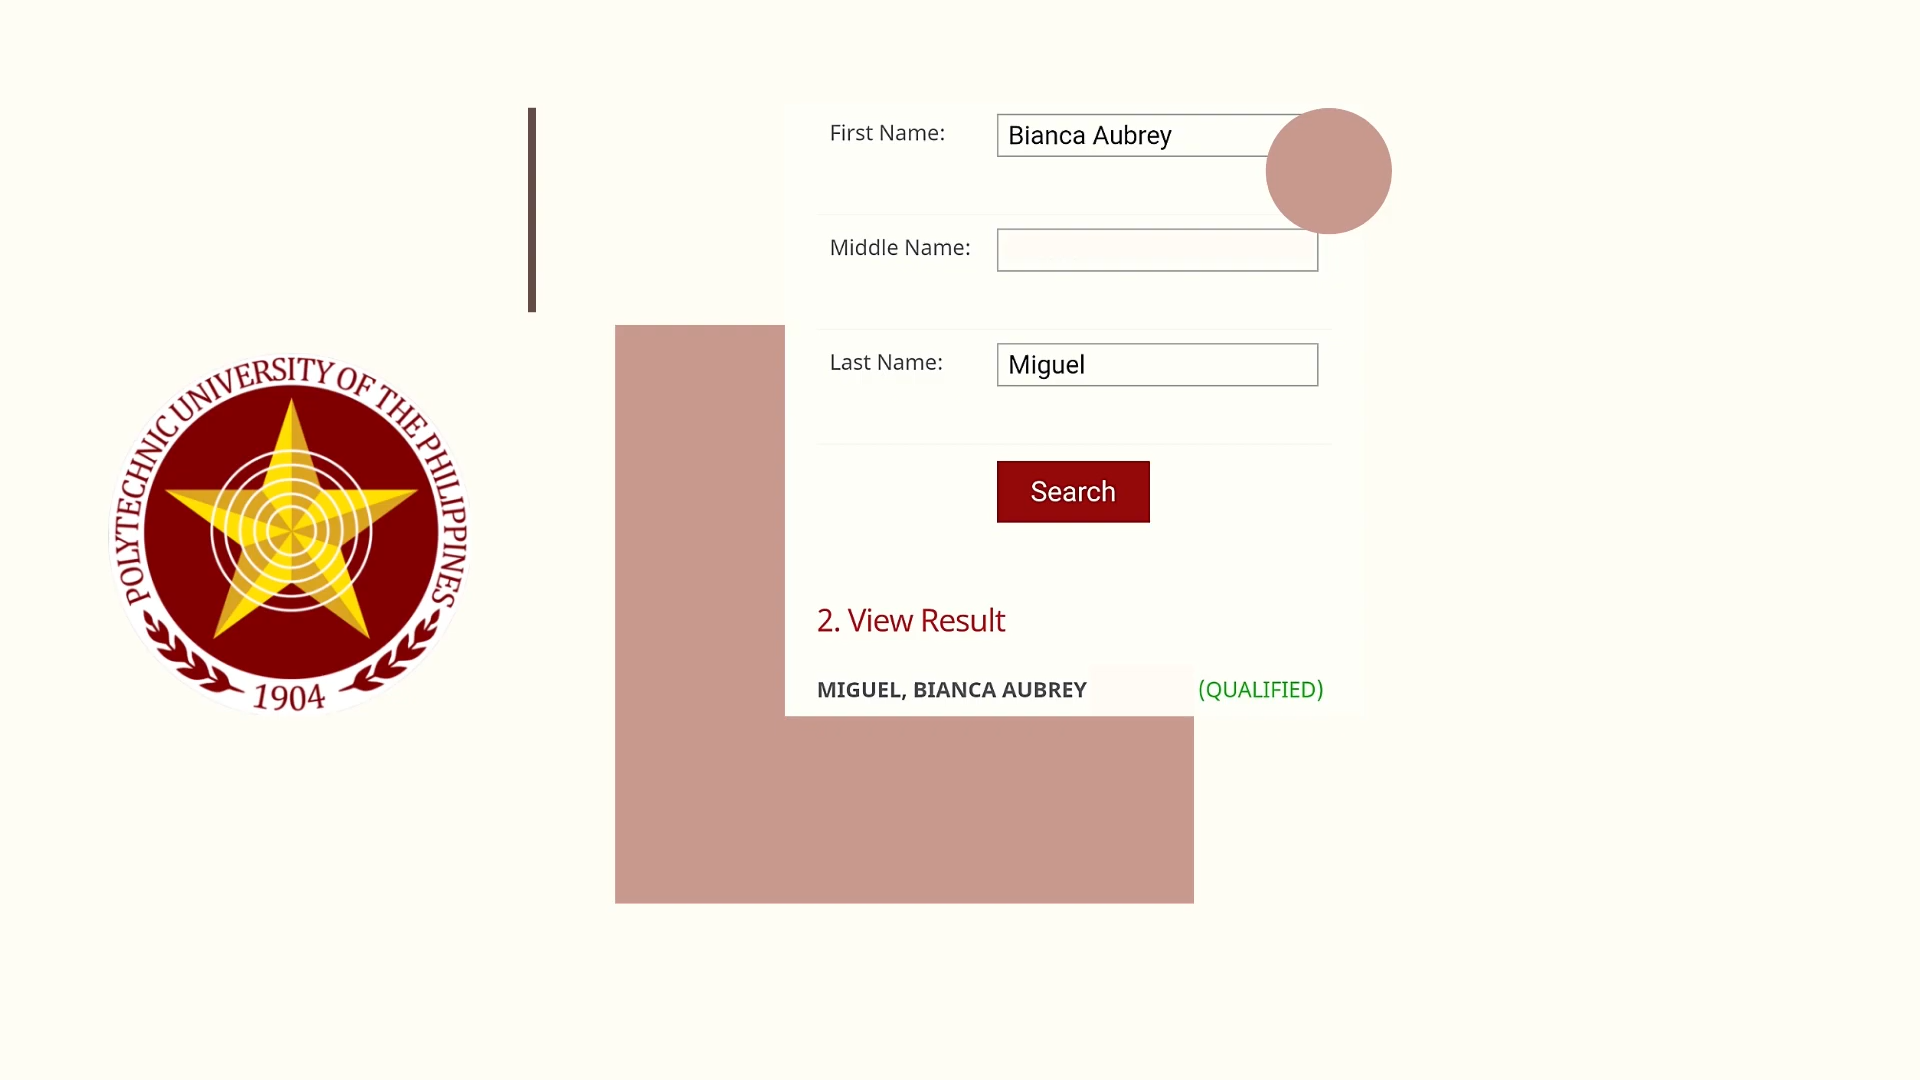 POLYTECHNIC UNIVERSITY OF THE PHILIPPINES
1904
First Name: Bianca Aubrey
Middle Name:
Last Name: Miguel
Search
2. View Result
MIGUEL, BIANCA AUBREY (QUALIFIED)